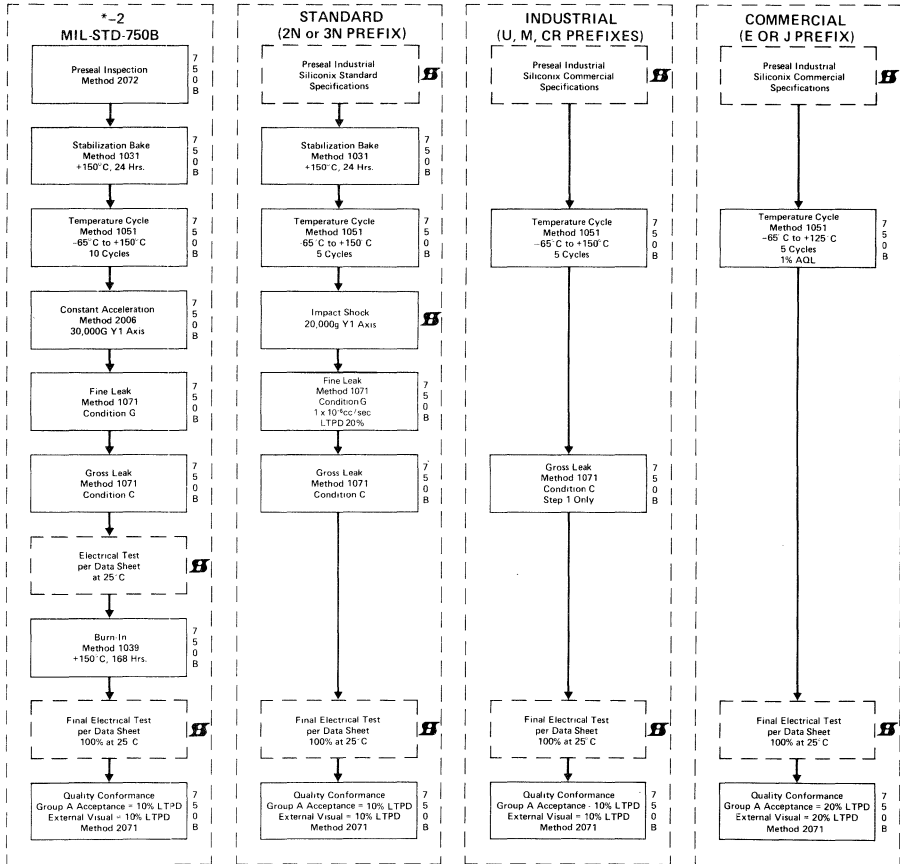 *–2
MIL-STD-750B
Preseal Inspection
Method 2072
7
5
0
B
Stabilization Bake
Method 1031
+150°C, 24 Hrs.
7
5
0
B
Temperature Cycle
Method 1051
-65°C to +150°C
10 Cycles
7
5
0
B
Constant Acceleration
Method 2006
30,000G Y1 Axis
7
5
0
B
Fine Leak
Method 1071
Condition G
7
5
0
B
Gross Leak
Method 1071
Condition C
7
5
0
B
Electrical Test
per Data Sheet
at 25°C
Burn-In
Method 1039
+150°C, 168 Hrs.
7
5
0
B
Final Electrical Test
per Data Sheet
100% at 25°C
Quality Conformance
Group A Acceptance = 10% LTPD
External Visual = 10% LTPD
Method 2071
7
5
0
B
STANDARD
(2N or 3N PREFIX)
Preseal Industrial
Siliconix Standard
Specifications
Stabilization Bake
Method 1031
+150°C, 24 Hrs.
7
5
0
B
Temperature Cycle
Method 1051
65°C to +150°C
5 Cycles
7
5
0
B
Impact Shock
20,000g Y1 Axis
Fine Leak
Method 1071
Condition G
1 x 10⁻⁶cc/sec
LTPD 20%
7
5
0
B
Gross Leak
Method 1071
Condition C
7
5
0
B
Final Electrical Test
per Data Sheet
100% at 25°C
Quality Conformance
Group A Acceptance = 10% LTPD
External Visual = 10% LTPD
Method 2071
7
5
0
B
INDUSTRIAL
(U, M, CR PREFIXES)
Preseal Industrial
Siliconix Commercial
Specifications
Temperature Cycle
Method 1051
-65°C to +150°C
5 Cycles
7
5
0
B
Gross Leak
Method 1071
Condition C
Step 1 Only
7
5
0
B
Final Electrical Test
per Data Sheet
100% at 25°C
Quality Conformance
Group A Acceptance 10% LTPD
External Visual = 10% LTPD
Method 2071
7
5
0
B
COMMERCIAL
(E OR J PREFIX)
Preseal Industrial
Siliconix Commercial
Specifications
Temperature Cycle
Method 1051
-65°C to +125°C
5 Cycles
1% AQL
7
5
0
B
Final Electrical Test
per Data Sheet
100% at 25°C
Quality Conformance
Group A Acceptance = 20% LTPD
External Visual = 20% LTPD
Method 2071
7
5
0
B